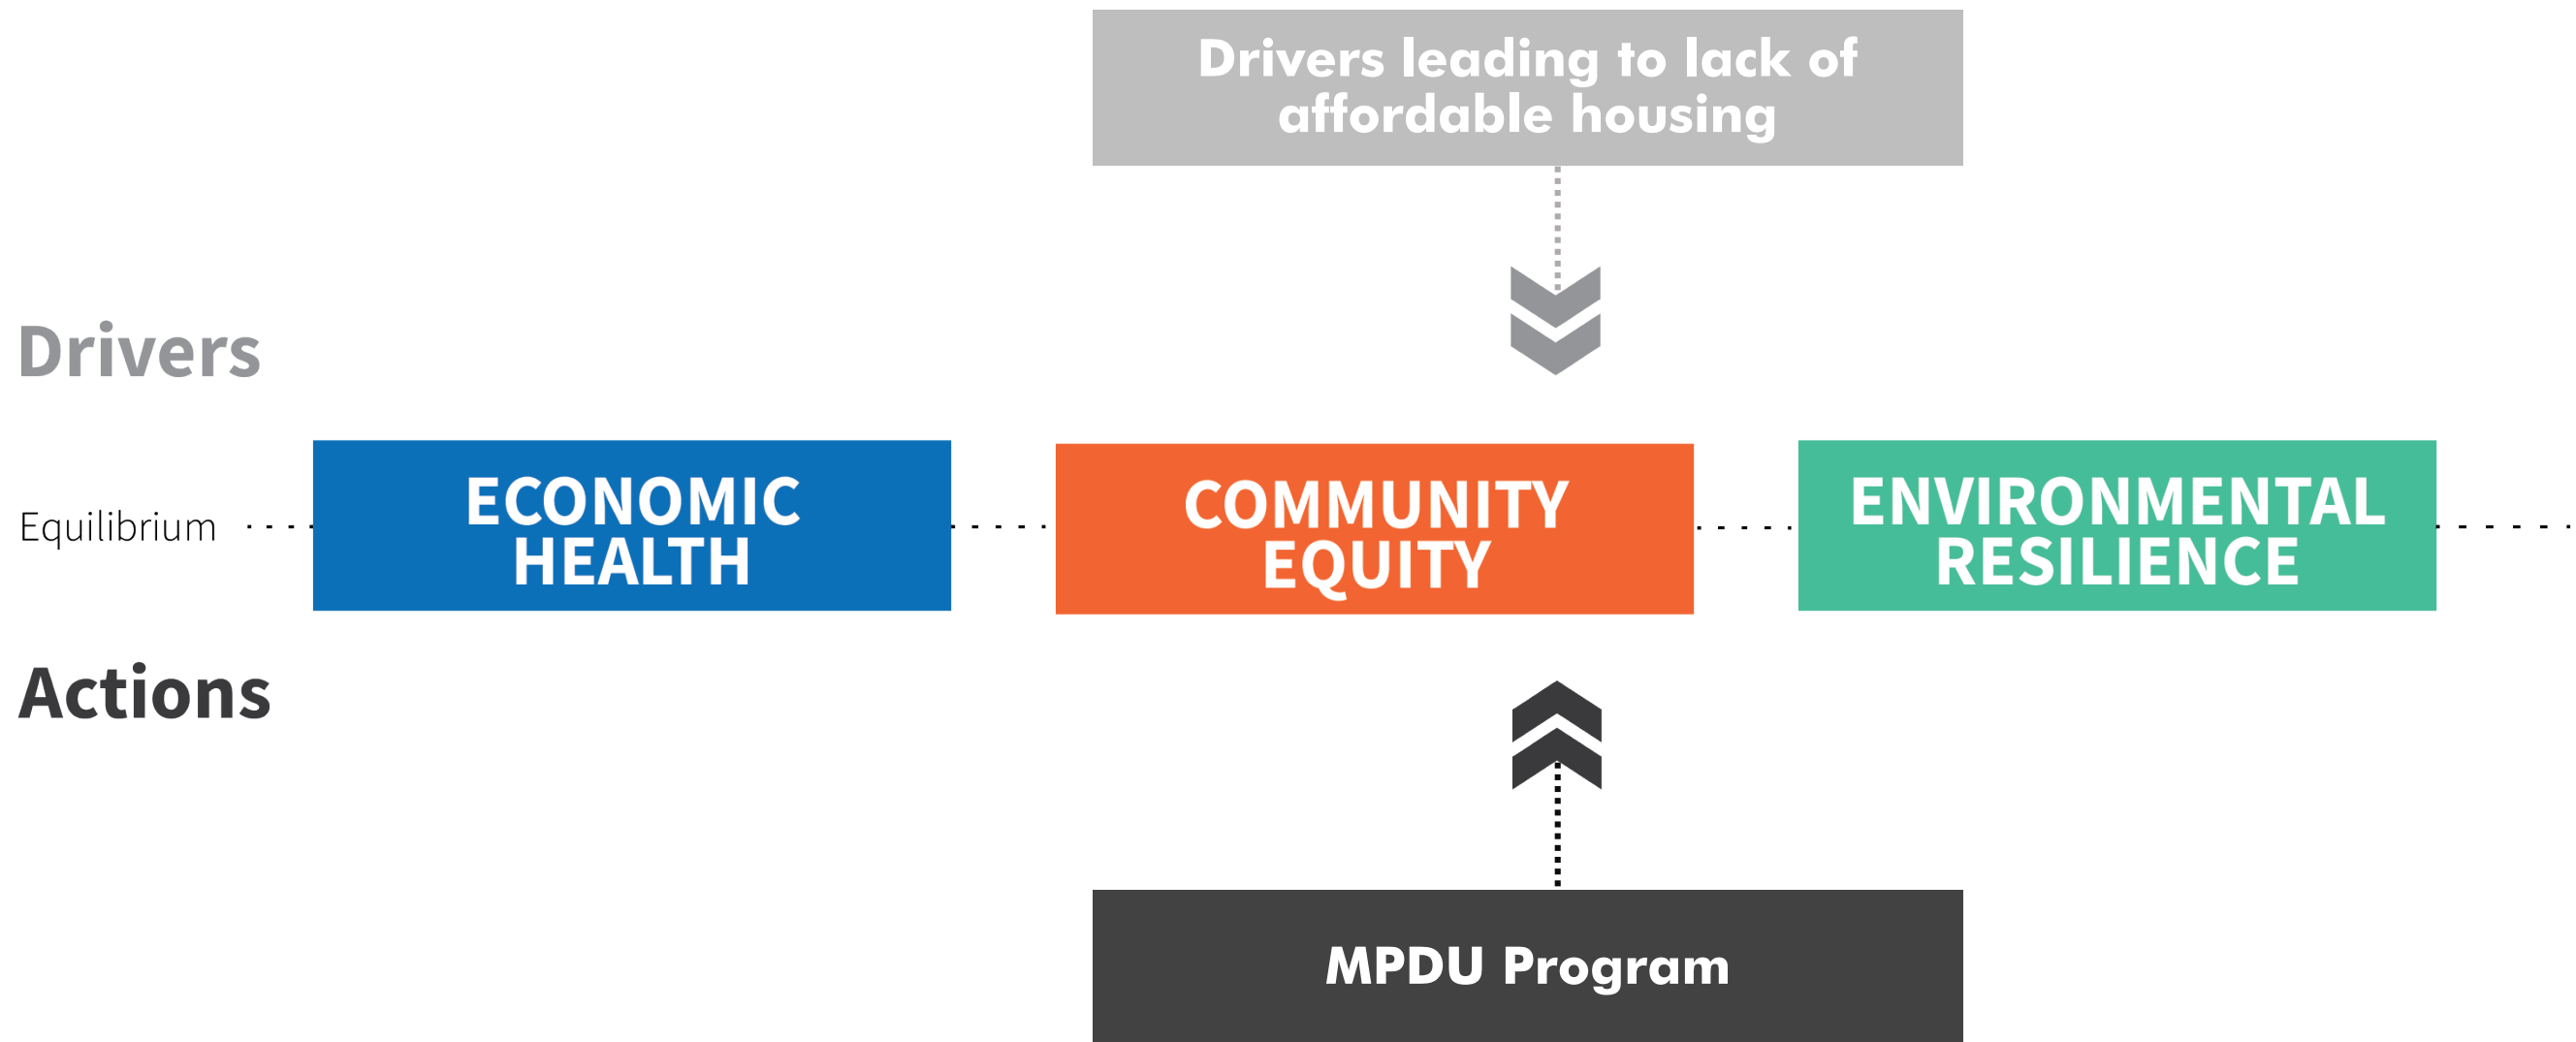 Drivers leading to lack of
affordable housing
Drivers
Equilibrium
ECONOMIC
HEALTH
COMMUNITY
EQUITY
ENVIRONMENTAL
RESILIENCE
Actions
MPDU Program